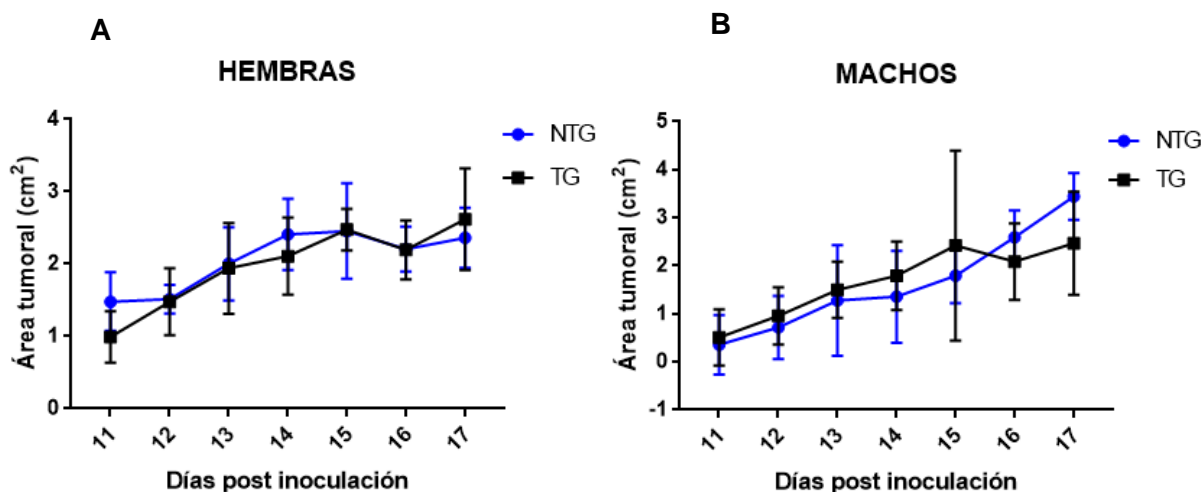 A
HEMBRAS
Área tumoral (cm²)
4
3
2
1
0
11
12
13
14
15
16
17
Días post inoculación
NTG
TG
B
MACHOS
Área tumoral (cm²)
5
4
3
2
1
0
-1
11
12
13
14
15
16
17
Días post inoculación
NTG
TG